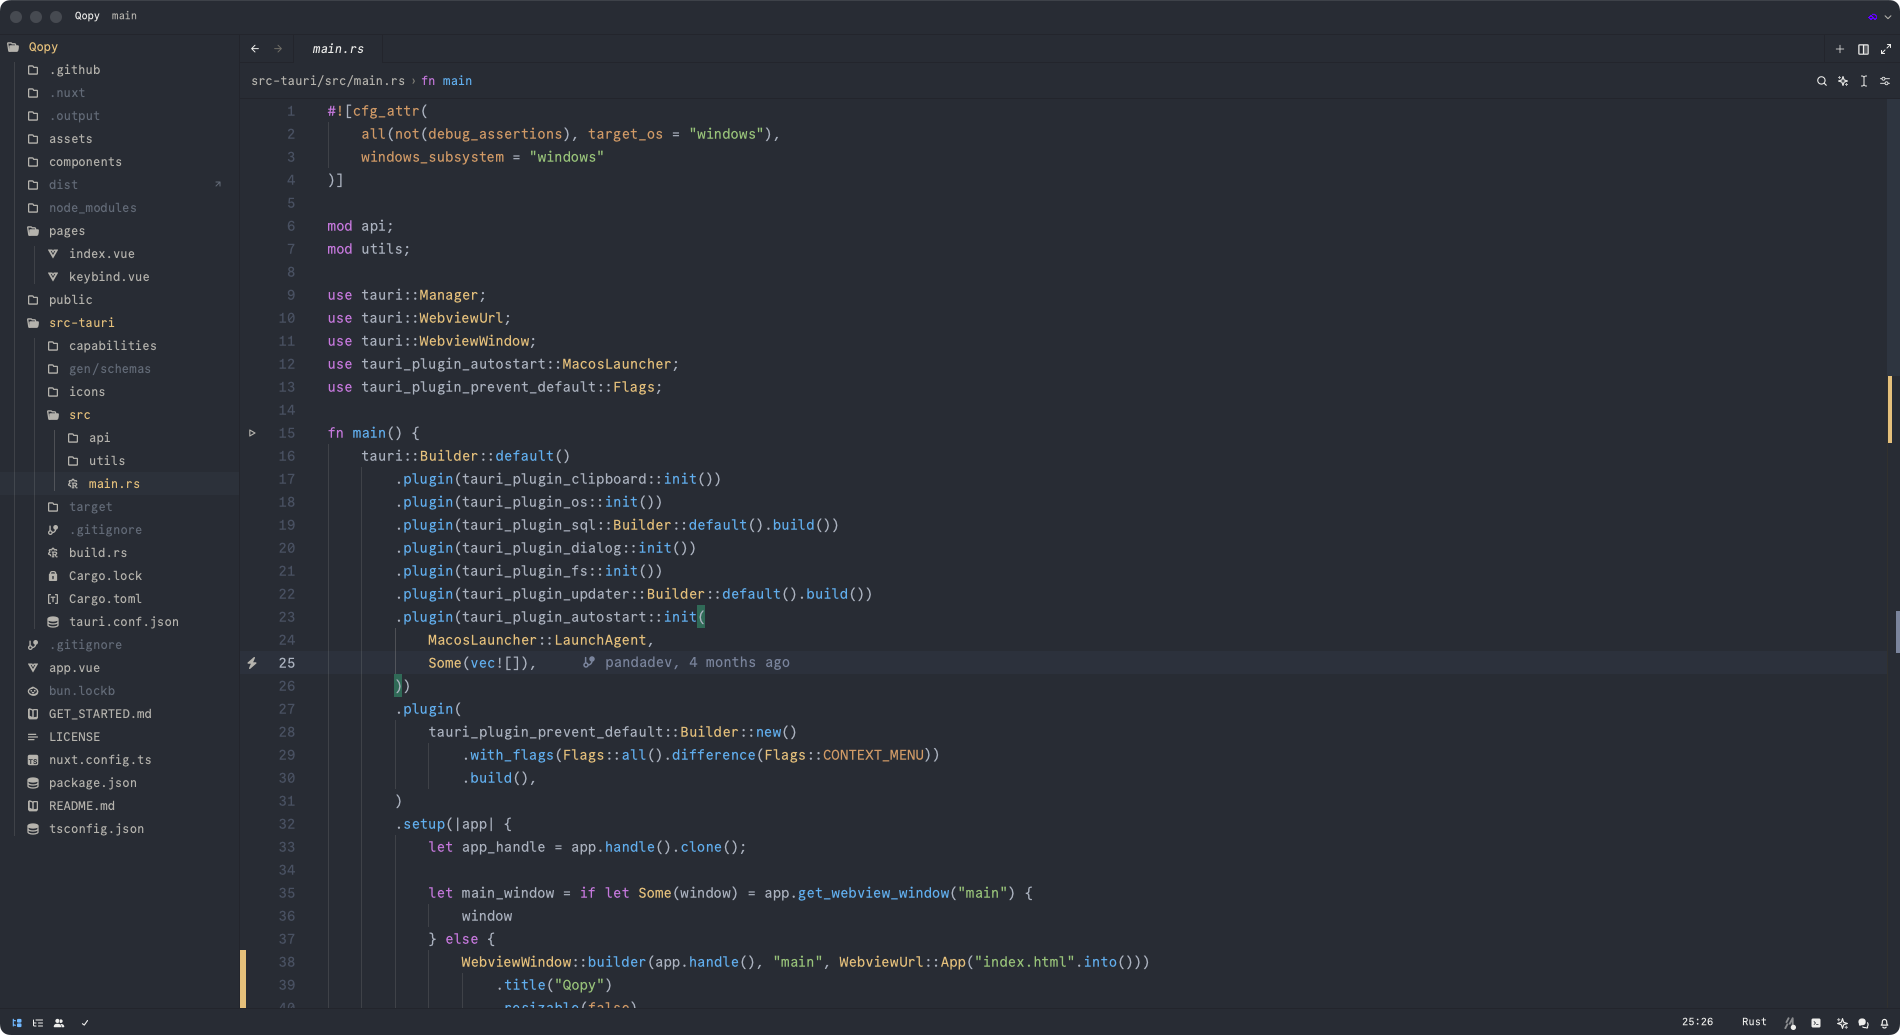 Qopy main
Qopy
.github
.nuxt
.output
assets
components
dist
node_modules
pages
index.vue
keybind.vue
public
src-tauri
capabilities
gen/schemas
icons
src
api
utils
main.rs
target
.gitignore
build.rs
Cargo.lock
Cargo.toml
tauri.conf.json
.gitignore
app.vue
bun.lockb
GET_STARTED.md
LICENSE
nuxt.config.ts
package.json
README.md
tsconfig.json
main.rs
src-tauri/src/main.rs › fn main
1 #![cfg_attr(
2 all(not(debug_assertions), target_os = "windows"),
3 windows_subsystem = "windows"
4 )]
5
6 mod api;
7 mod utils;
8
9 use tauri::Manager;
10 use tauri::WebviewUrl;
11 use tauri::WebviewWindow;
12 use tauri_plugin_autostart::MacosLauncher;
13 use tauri_plugin_prevent_default::Flags;
14
15 fn main() {
16 tauri::Builder::default()
17 .plugin(tauri_plugin_clipboard::init())
18 .plugin(tauri_plugin_os::init())
19 .plugin(tauri_plugin_sql::Builder::default().build())
20 .plugin(tauri_plugin_dialog::init())
21 .plugin(tauri_plugin_fs::init())
22 .plugin(tauri_plugin_updater::Builder::default().build())
23 .plugin(tauri_plugin_autostart::init(
24 MacosLauncher::LaunchAgent,
25 Some(vec![]), pandadev, 4 months ago
26 ))
27 .plugin(
28 tauri_plugin_prevent_default::Builder::new()
29 .with_flags(Flags::all().difference(Flags::CONTEXT_MENU))
30 .build(),
31 )
32 .setup(|app| {
33 let app_handle = app.handle().clone();
34
35 let main_window = if let Some(window) = app.get_webview_window("main") {
36 window
37 } else {
38 WebviewWindow::builder(app.handle(), "main", WebviewUrl::App("index.html".into()))
39 .title("Qopy")
40 .resizable(false)
25:26 Rust